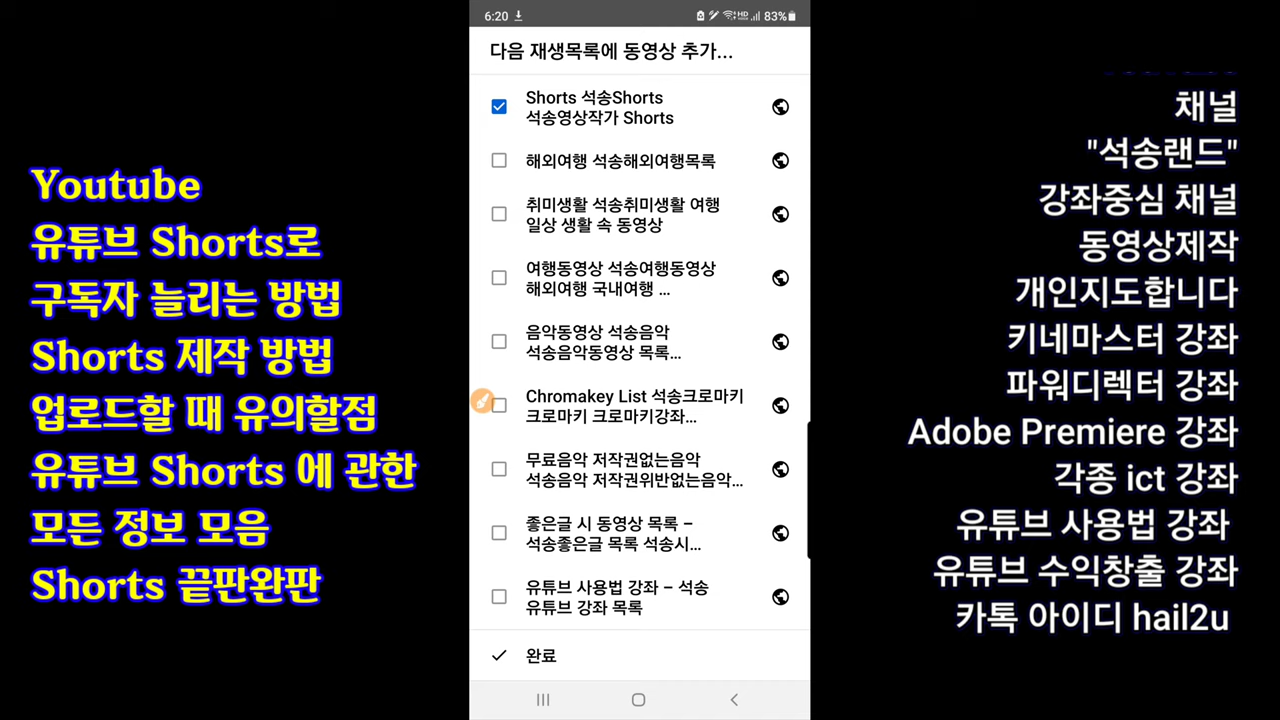 Youtube
유튜브 Shorts로
구독자 늘리는 방법
Shorts 제작 방법
업로드할 때 유의할점
유튜브 Shorts 에 관한
모든 정보 모음
Shorts 끝판완판
6:20
83%
다음 재생목록에 동영상 추가...
Shorts 석송Shorts
석송영상작가 Shorts
해외여행 석송해외여행목록
취미생활 석송취미생활 여행
일상 생활 속 동영상
여행동영상 석송여행동영상
해외여행 국내여행 ...
음악동영상 석송음악
석송음악동영상 목록...
Chromakey List 석송크로마키
크로마키 크로마키강좌...
무료음악 저작권없는음악
석송음악 저작권위반없는음악...
좋은글 시 동영상 목록 –
석송좋은글 목록 석송시...
유튜브 사용법 강좌 – 석송
유튜브 강좌 목록
완료
채널
"석송랜드"
강좌중심 채널
동영상제작
개인지도합니다
키네마스터 강좌
파워디렉터 강좌
Adobe Premiere 강좌
각종 ict 강좌
유튜브 사용법 강좌
유튜브 수익창출 강좌
카톡 아이디 hail2u